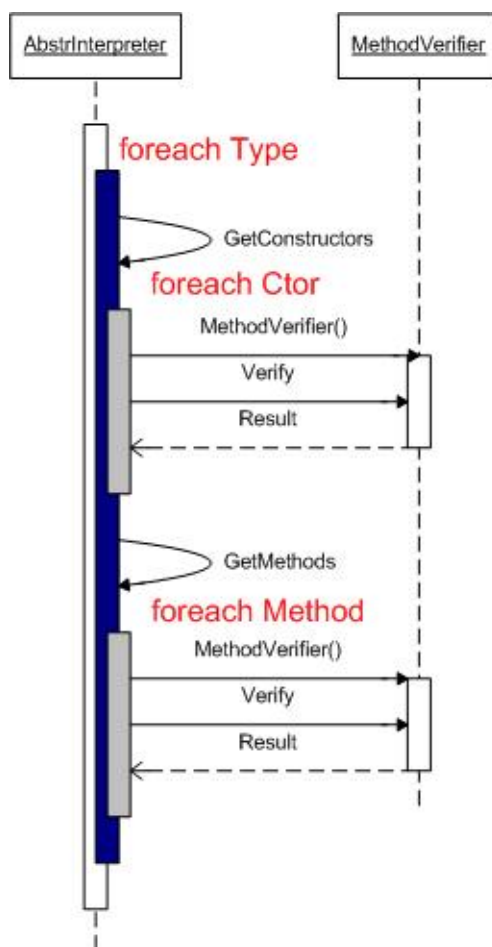 AbstrInterpreter
MethodVerifier
foreach Type
GetConstructors
foreach Ctor
MethodVerifier()
Verify
Result
GetMethods
foreach Method
MethodVerifier()
Verify
Result